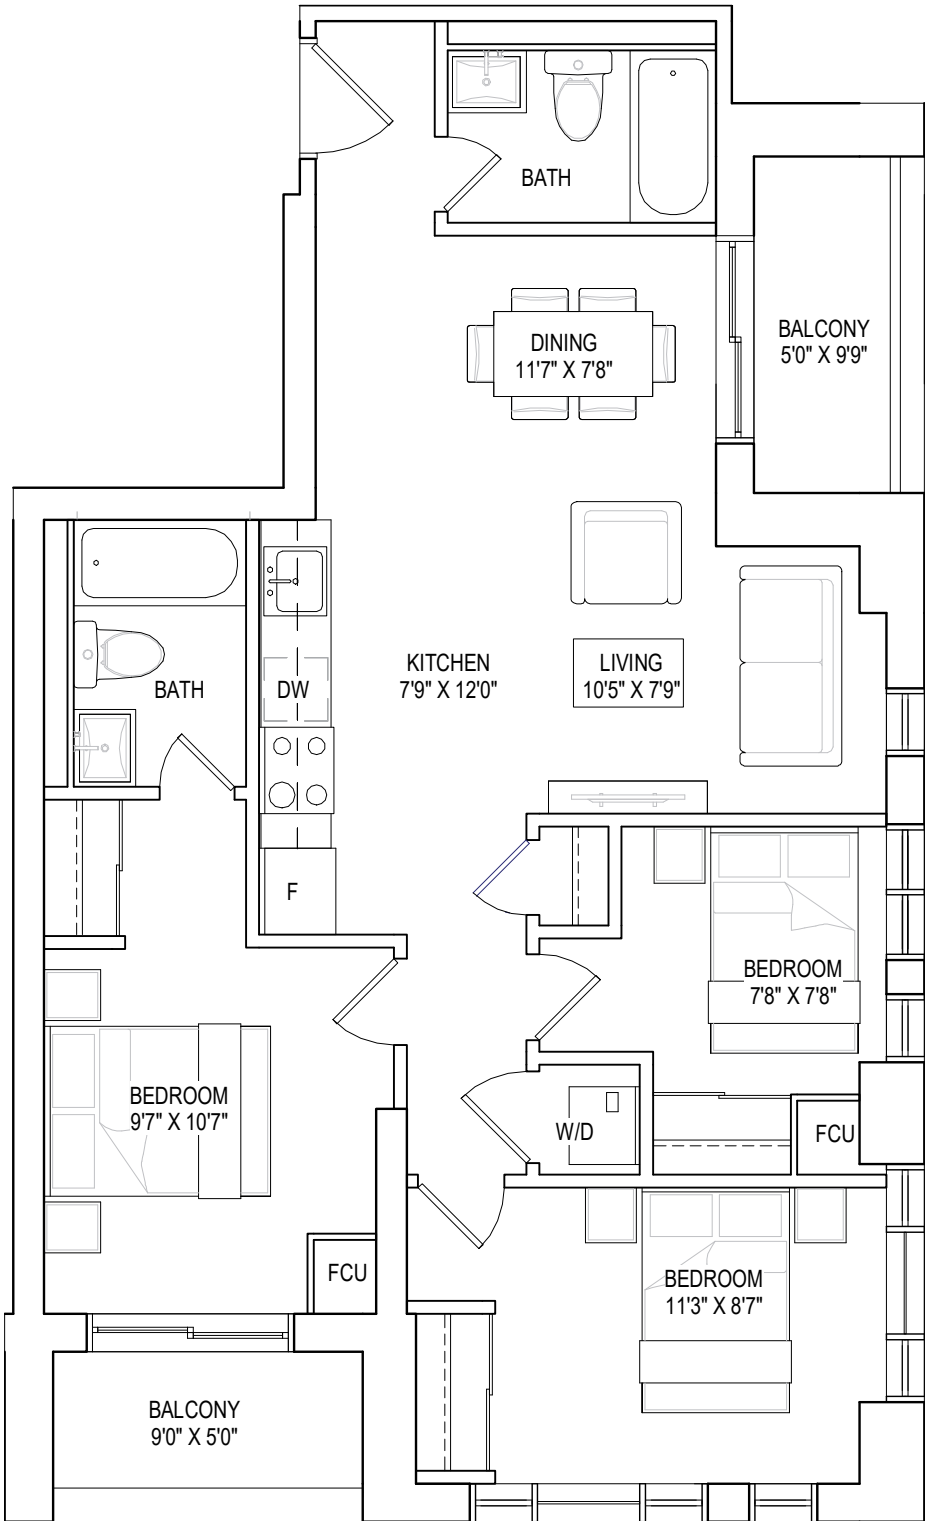 BATH
DINING
11'7" X 7'8"
BALCONY
5'0" X 9'9"
KITCHEN
7'9" X 12'0"
LIVING
10'5" X 7'9"
BATH
DW
F
BEDROOM
7'8" X 7'8"
BEDROOM
9'7" X 10'7"
W/D
FCU
FCU
BEDROOM
11'3" X 8'7"
BALCONY
9'0" X 5'0"